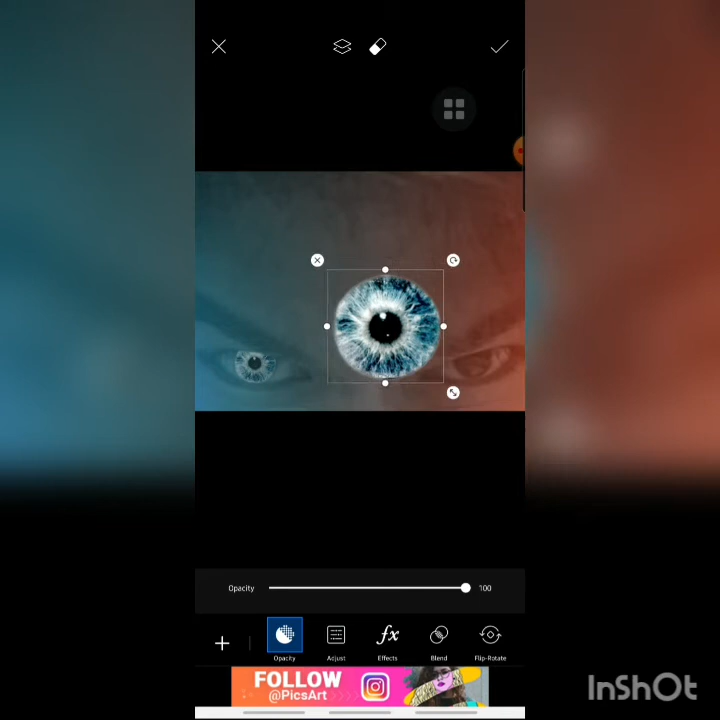 Opacity
100
Opacity
Adjust
fx
Effects
Blend
Flip-Rotate
FOLLOW
@PicsArt
InShOt